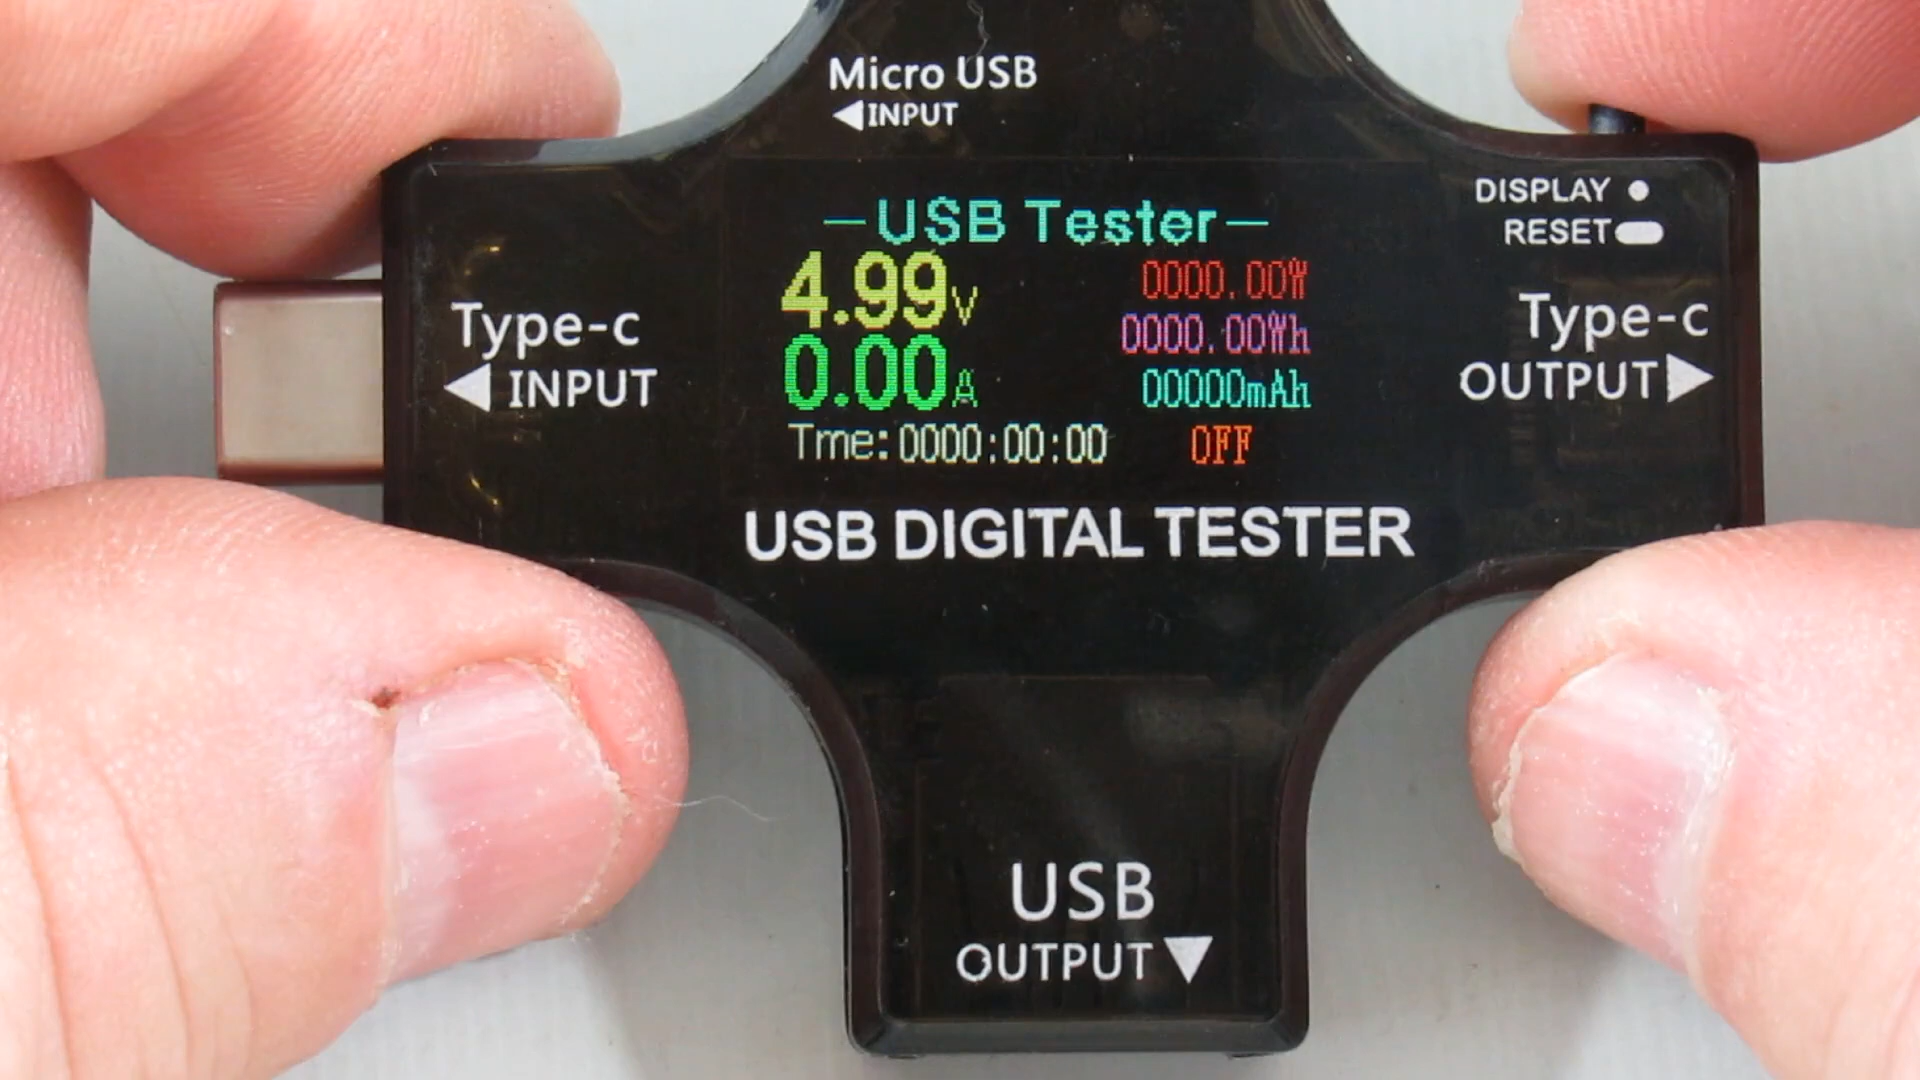 Micro USB
◀INPUT
DISPLAY ●
RESET
Type-c
◀ INPUT
—USB Tester—
4.99V
0.00A
0000.00W
0000.00Wh
00000mAh
Tme:0000:00:00 OFF
Type-c
OUTPUT▶
USB DIGITAL TESTER
USB
OUTPUT▼